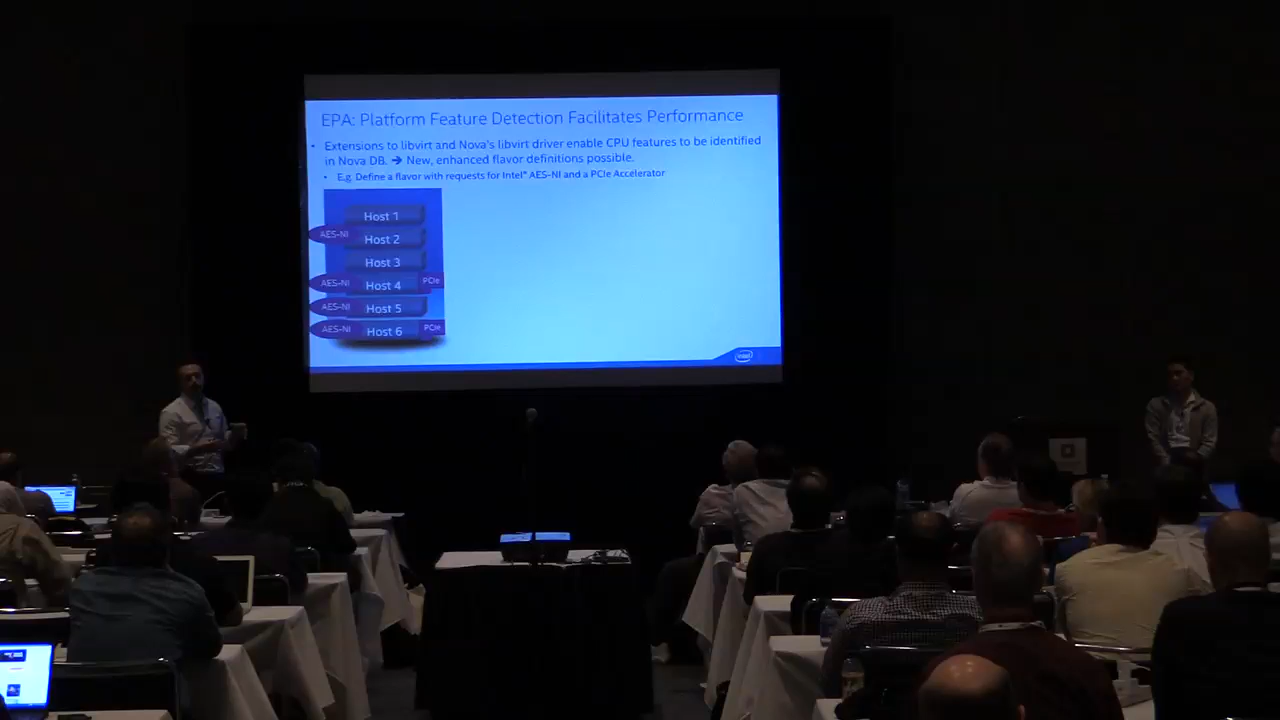 EPA: Platform Feature Detection Facilitates Performance
• Extensions to libvirt and Nova's libvirt driver enable CPU features to be identified
in Nova DB. ➔ New, enhanced flavor definitions possible.
• E.g. Define a flavor with requests for Intel® AES-NI and a PCIe Accelerator
Host 1
AES-NI Host 2
Host 3
AES-NI Host 4 PCIe
AES-NI Host 5
AES-NI Host 6 PCIe
intel